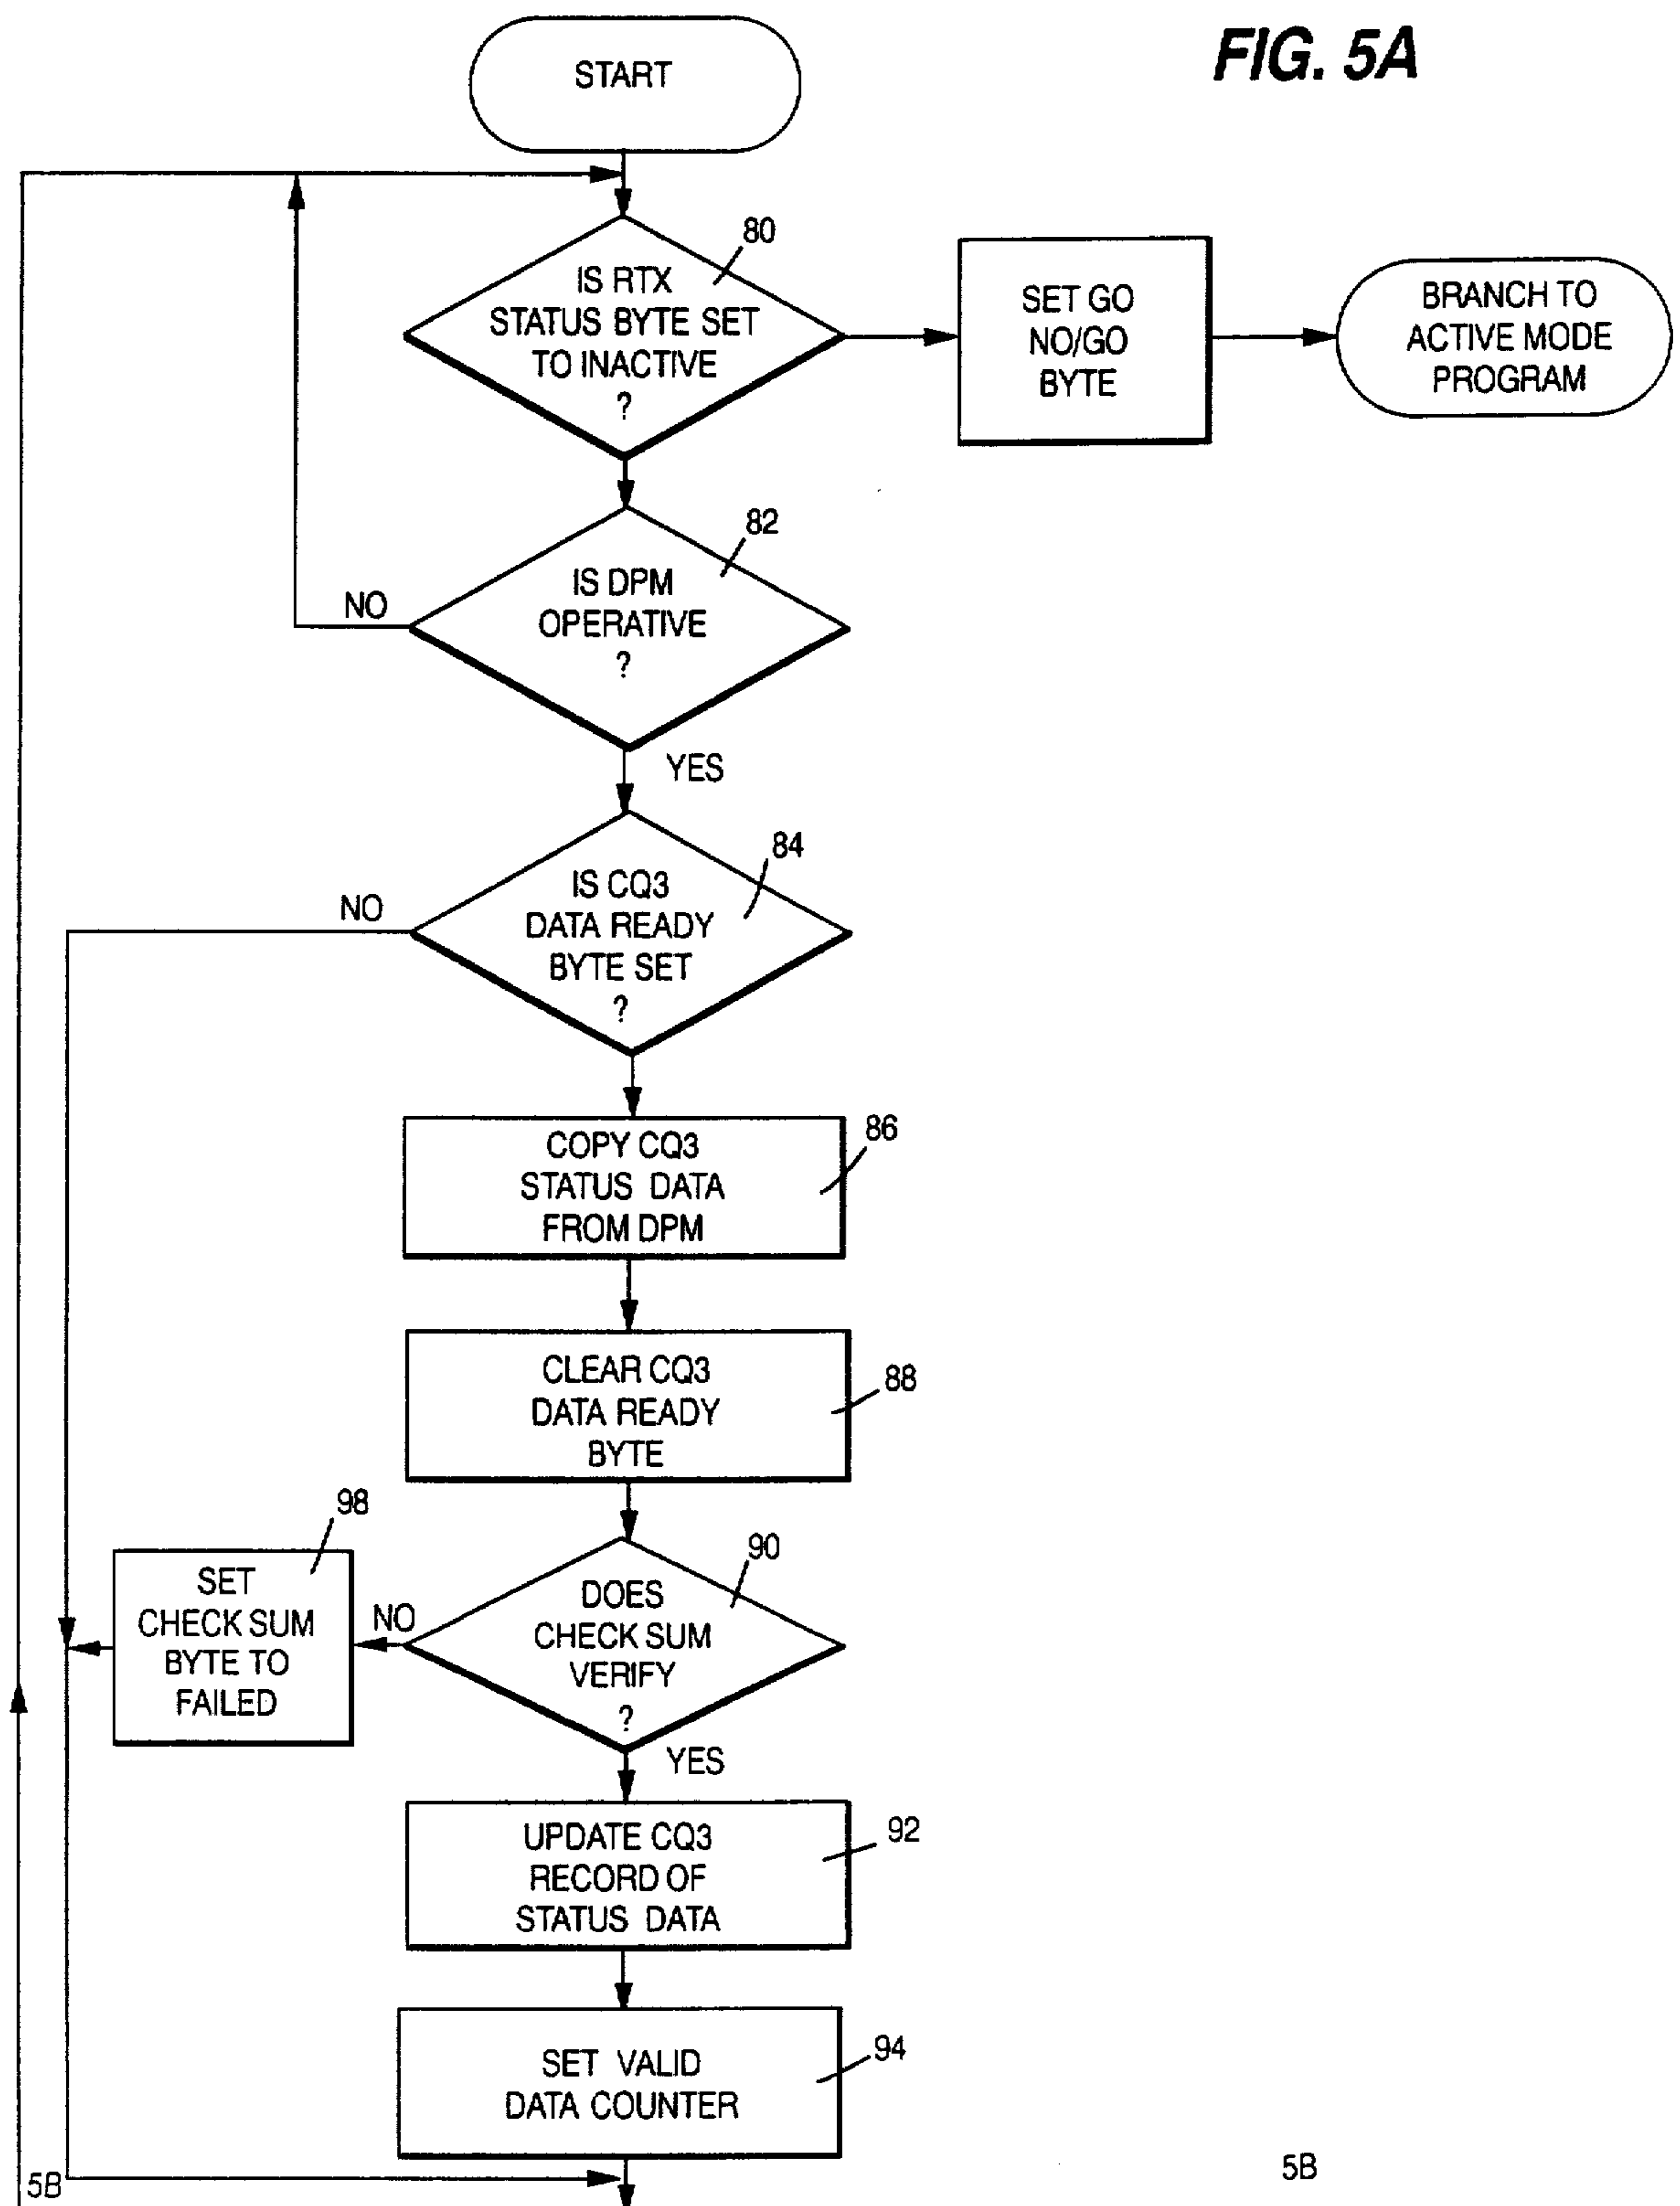 FIG. 5A
START
80
IS RTX
STATUS BYTE SET
TO INACTIVE
?
SET GO
NO/GO
BYTE
BRANCH TO
ACTIVE MODE
PROGRAM
82
IS DPM
OPERATIVE
?
NO
YES
84
IS CQ3
DATA READY
BYTE SET
?
NO
86
COPY CQ3
STATUS DATA
FROM DPM
88
CLEAR CQ3
DATA READY
BYTE
98
SET
CHECK SUM
BYTE TO
FAILED
NO
90
DOES
CHECK SUM
VERIFY
?
YES
92
UPDATE CQ3
RECORD OF
STATUS DATA
94
SET VALID
DATA COUNTER
5B
5B